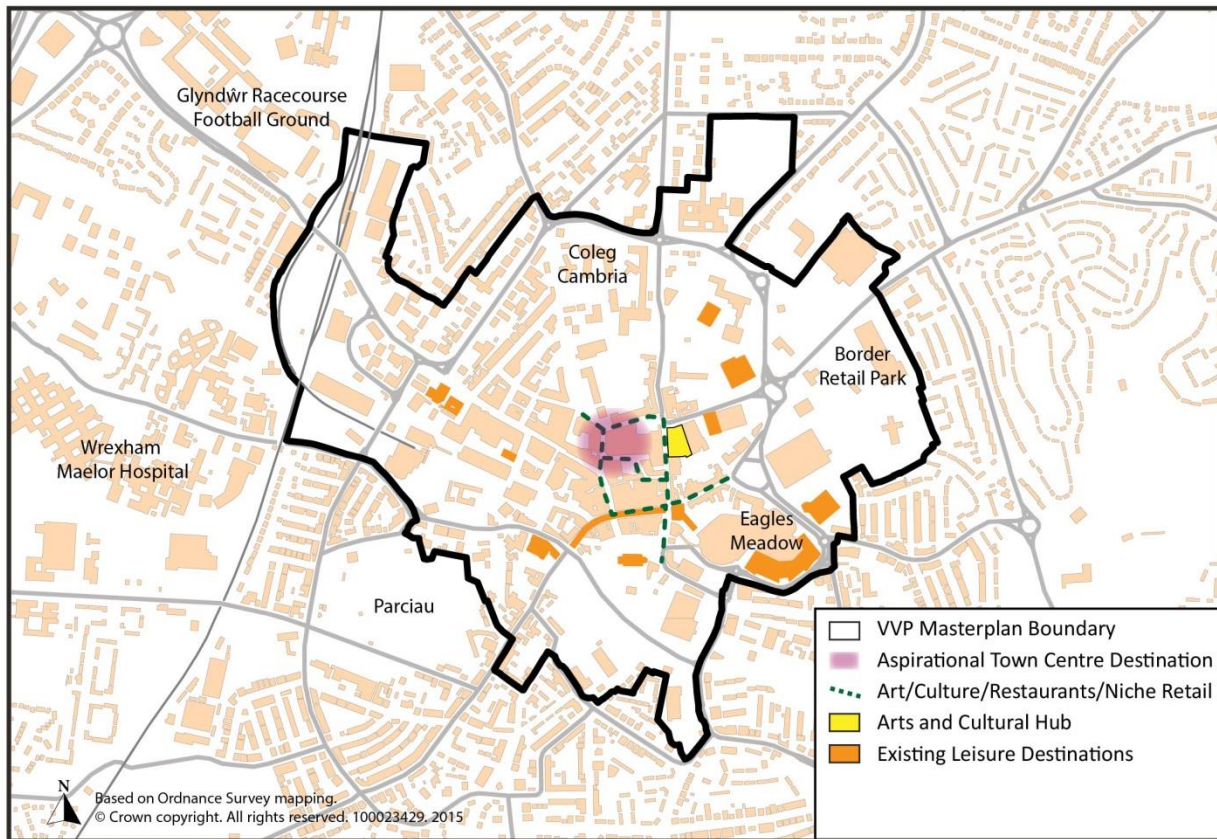 Glyndŵr Racecourse
Football Ground
Coleg
Cambria
Border
Retail Park
Wrexham
Maelor Hospital
Eagles
Meadow
Parciau
VVP Masterplan Boundary
Aspirational Town Centre Destination
Art/Culture/Restaurants/Niche Retail
Arts and Cultural Hub
Existing Leisure Destinations
N
Based on Ordnance Survey mapping.
© Crown copyright. All rights reserved. 100023429. 2015